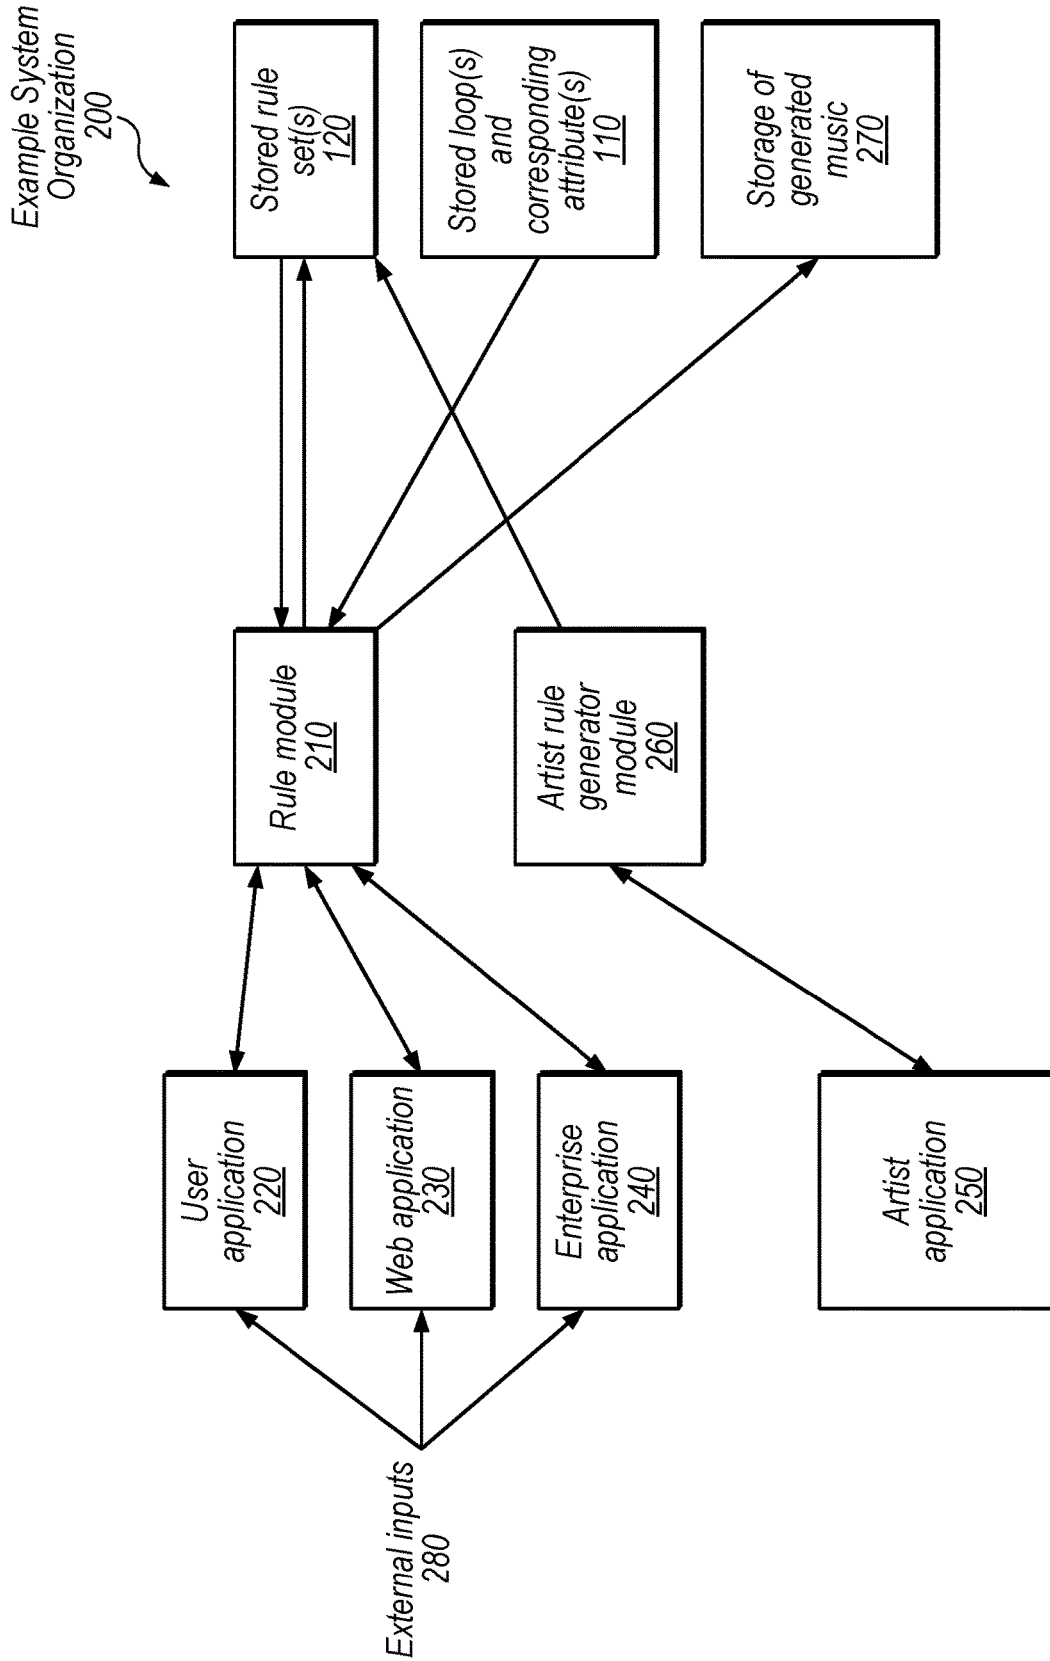 Example System
Organization
200
External inputs
280
User
application
220
Web application
230
Enterprise
application
240
Artist
application
250
Rule module
210
Artist rule
generator
module
260
Stored rule
set(s)
120
Stored loop(s)
and
corresponding
attribute(s)
110
Storage of
generated
music
270